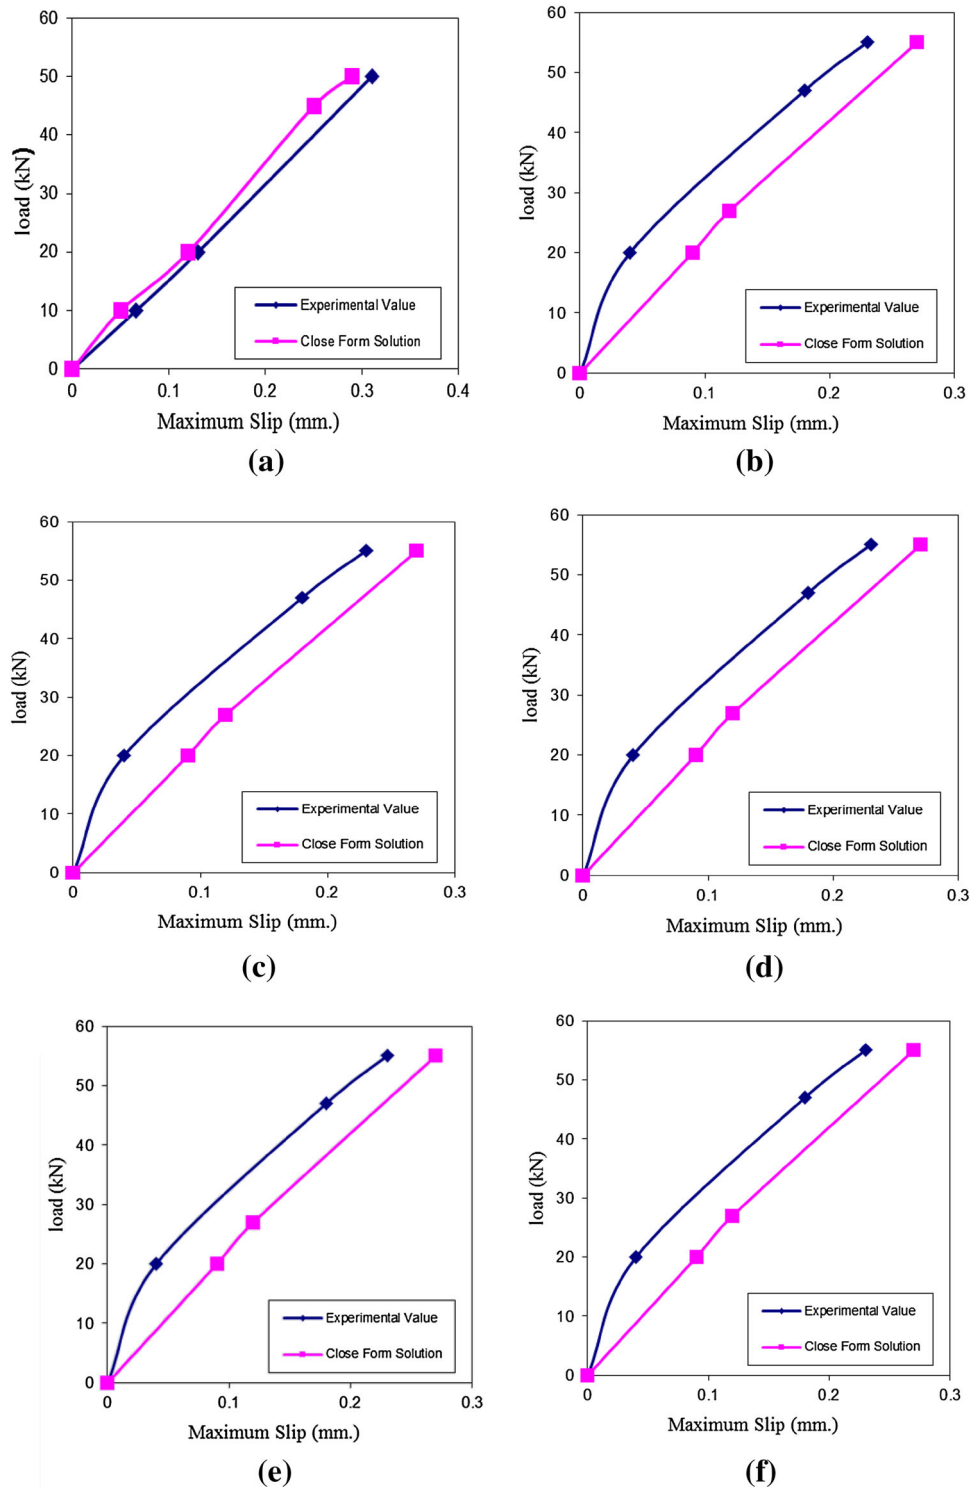 60
50
40
30
20
10
0
load (kN)
0 0.1 0.2 0.3 0.4
Maximum Slip (mm.)
Experimental Value
Close Form Solution
(a)
60
50
40
30
20
10
0
load (kN)
0 0.1 0.2 0.3
Maximum Slip (mm.)
Experimental Value
Close Form Solution
(b)
60
50
40
30
20
10
0
load (kN)
0 0.1 0.2 0.3
Maximum Slip (mm.)
Experimental Value
Close Form Solution
(c)
60
50
40
30
20
10
0
load (kN)
0 0.1 0.2 0.3
Maximum Slip (mm.)
Experimental Value
Close Form Solution
(d)
60
50
40
30
20
10
0
load (kN)
0 0.1 0.2 0.3
Maximum Slip (mm.)
Experimental Value
Close Form Solution
(e)
60
50
40
30
20
10
0
load (kN)
0 0.1 0.2 0.3
Maximum Slip (mm.)
Experimental Value
Close Form Solution
(f)